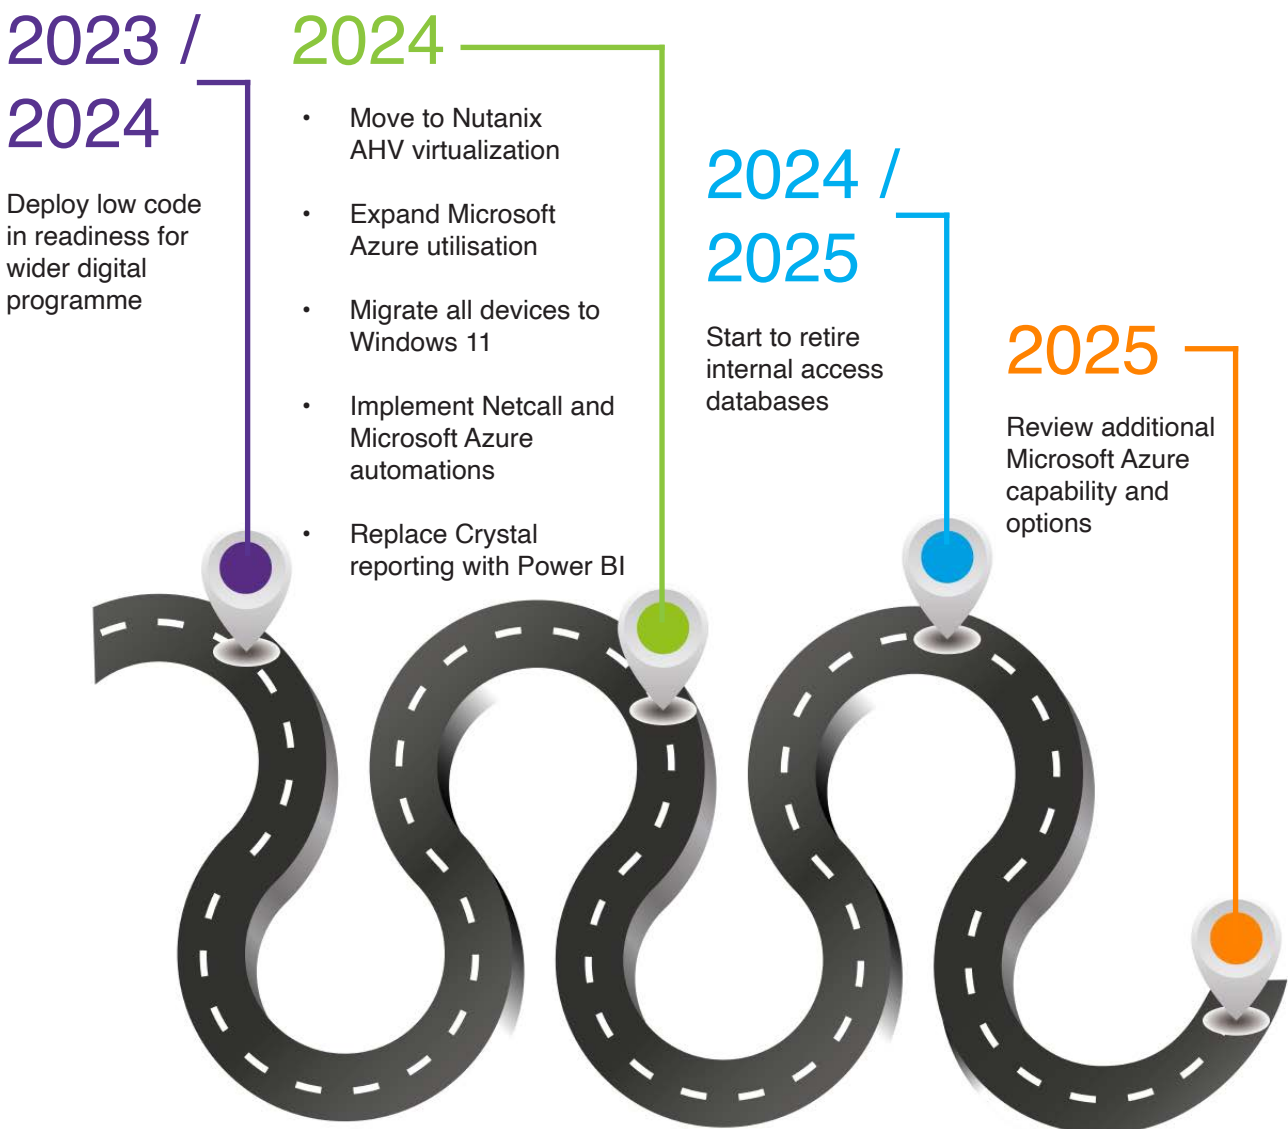 2023 /
2024
Deploy low code
in readiness for
wider digital
programme
2024
• Move to Nutanix
AHV virtualization
• Expand Microsoft
Azure utilisation
• Migrate all devices to
Windows 11
• Implement Netcall and
Microsoft Azure
automations
• Replace Crystal
reporting with Power BI
2024 /
2025
Start to retire
internal access
databases
2025
Review additional
Microsoft Azure
capability and
options